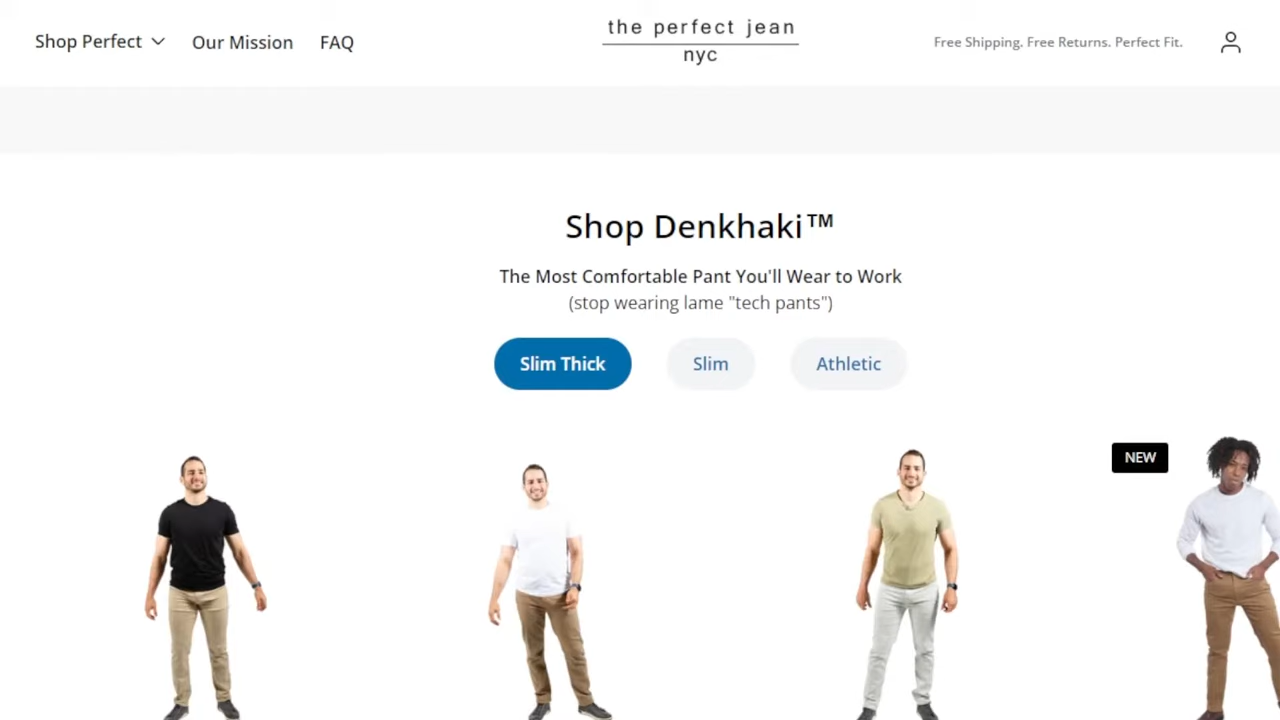 Shop Perfect
Our Mission
FAQ
the perfect jean
nyc
Free Shipping. Free Returns. Perfect Fit.
Shop Denkhaki™
The Most Comfortable Pant You'll Wear to Work
(stop wearing lame "tech pants")
Slim Thick
Slim
Athletic
NEW